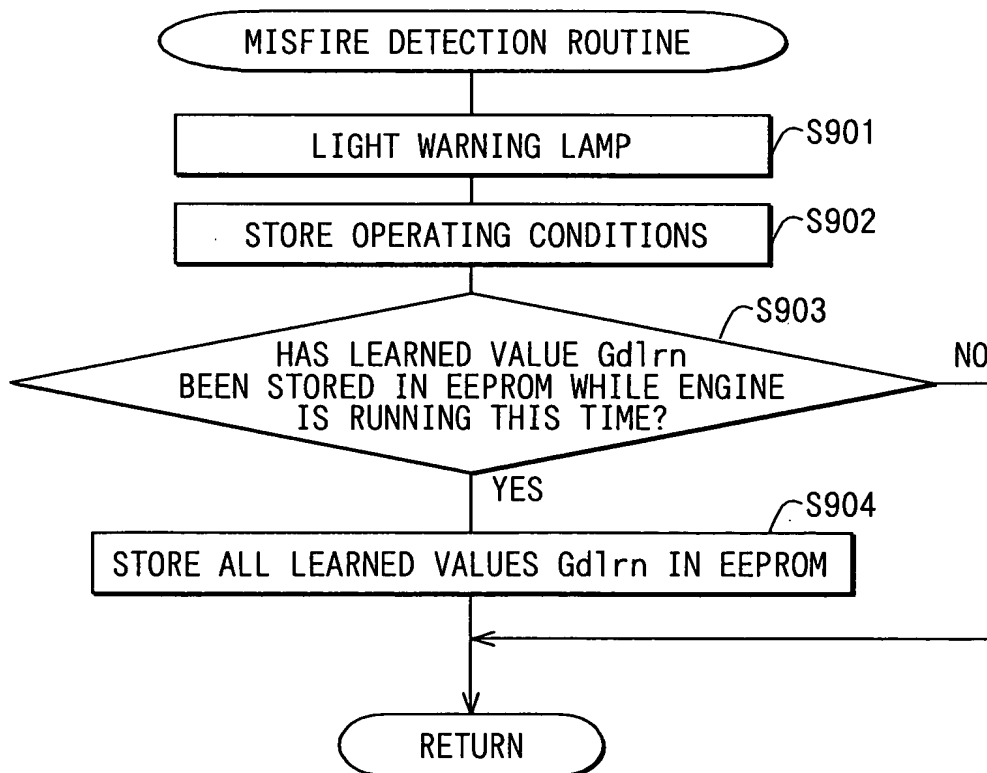 MISFIRE DETECTION ROUTINE
LIGHT WARNING LAMP
S901
STORE OPERATING CONDITIONS
S902
S903
HAS LEARNED VALUE Gdlrn
BEEN STORED IN EEPROM WHILE ENGINE
IS RUNNING THIS TIME?
NO
YES
S904
STORE ALL LEARNED VALUES Gdlrn IN EEPROM
RETURN